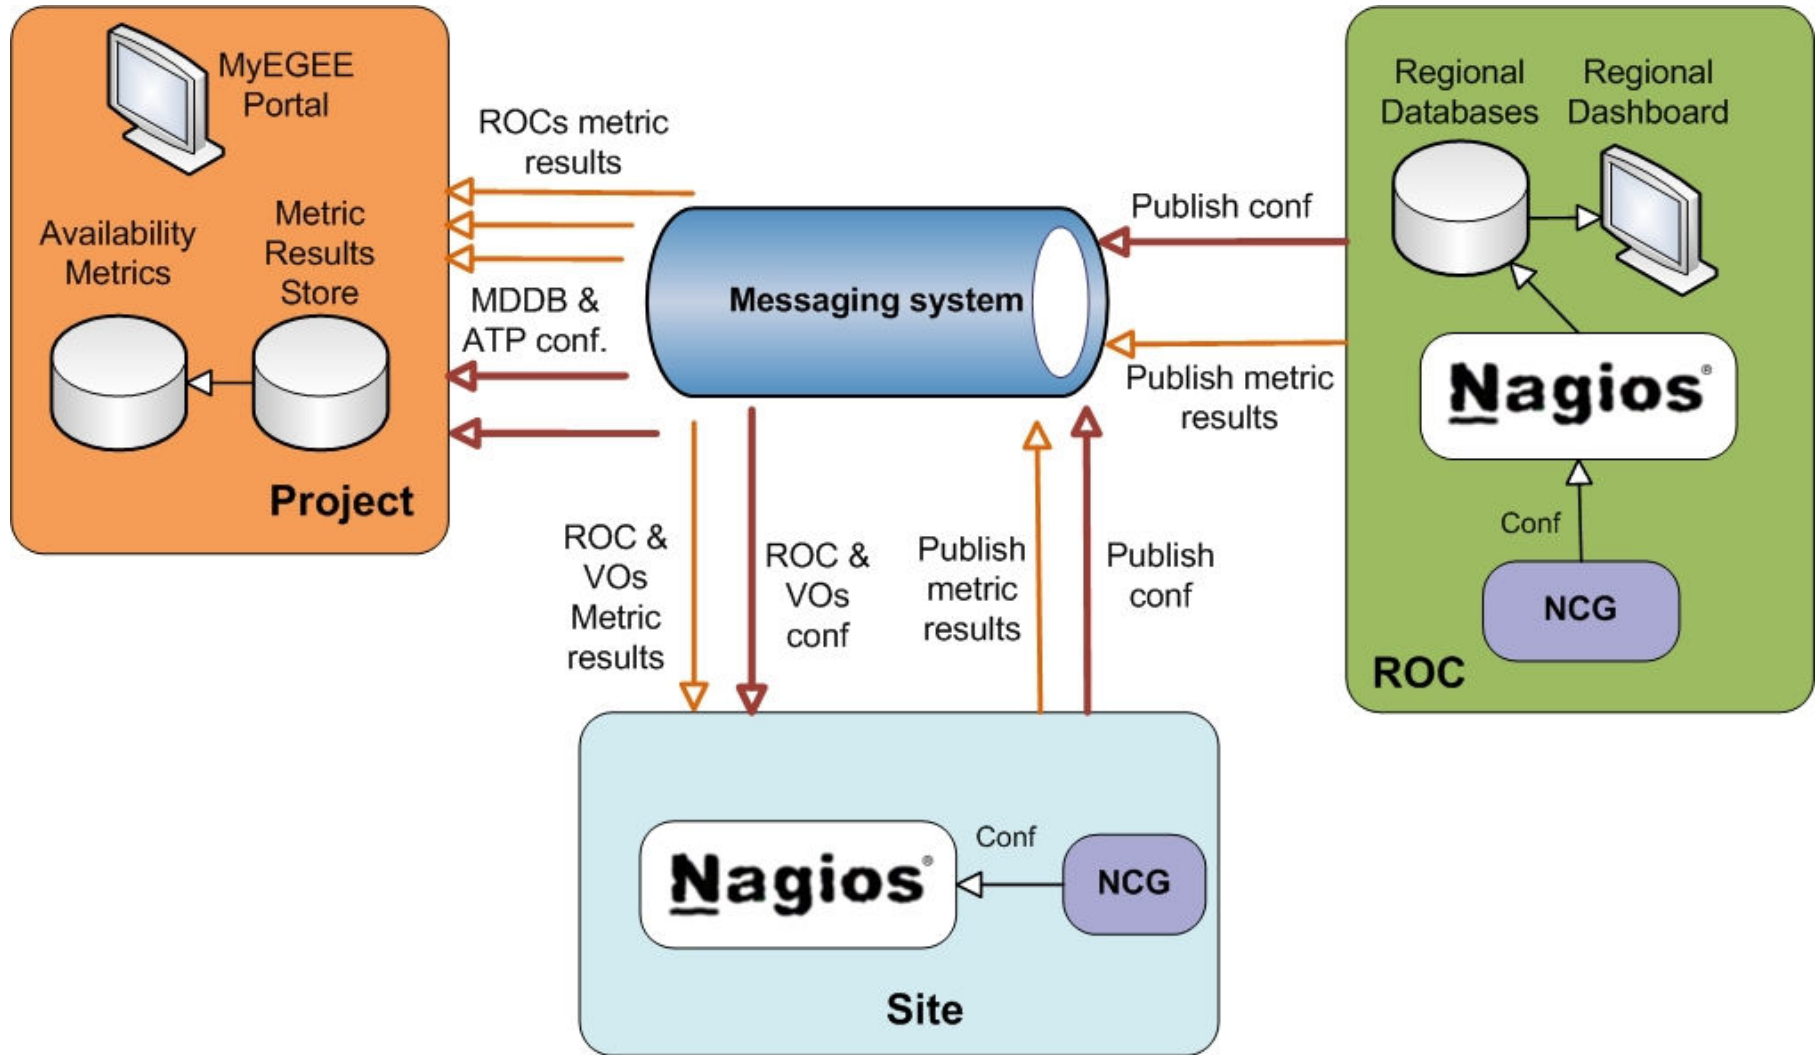 MyEGEE
Portal
Availability
Metrics
Metric
Results
Store
Project
ROCs metric
results
MDDB &
ATP conf.
Messaging system
Publish conf
Publish metric
results
Regional
Databases
Regional
Dashboard
Nagios®
Conf
NCG
ROC
ROC &
VOs
Metric
results
ROC &
VOs
conf
Publish
metric
results
Publish
conf
Nagios®
Conf
NCG
Site